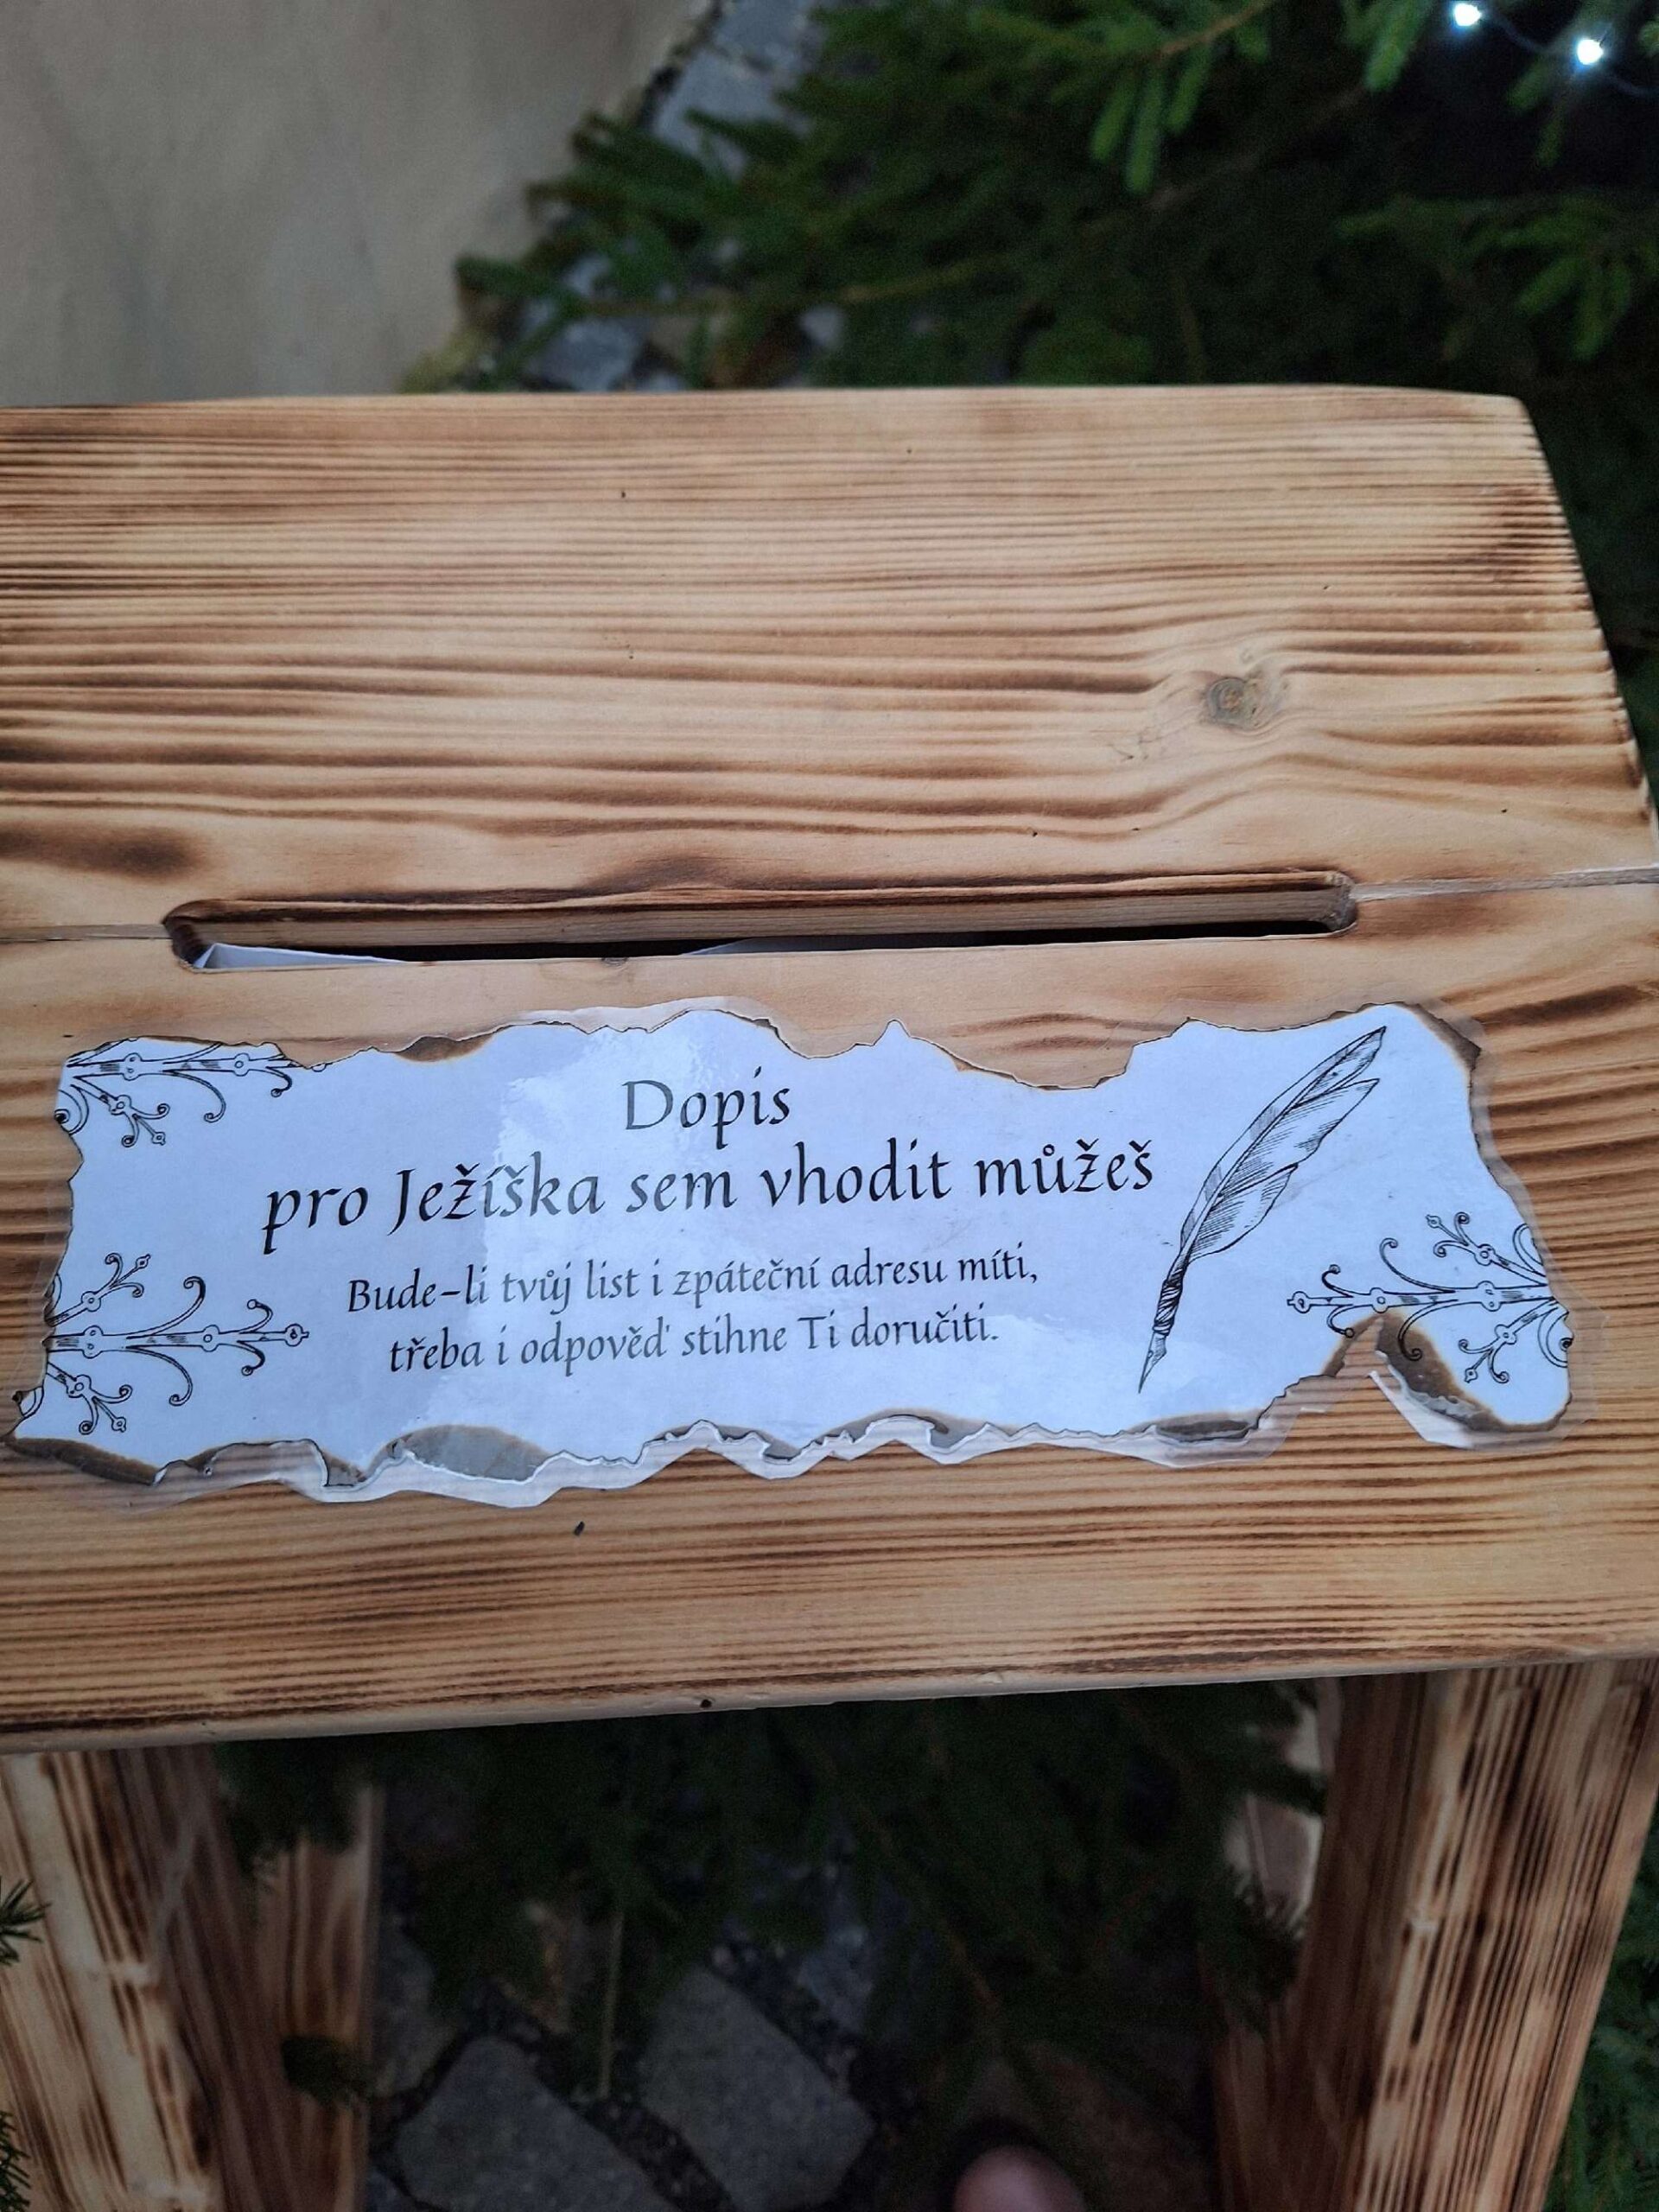 Dopis
pro Ježíška sem vhodit můžeš
Bude-li tvůj list i zpáteční adresu míti,
třeba i odpověď stihne Ti doručiti.